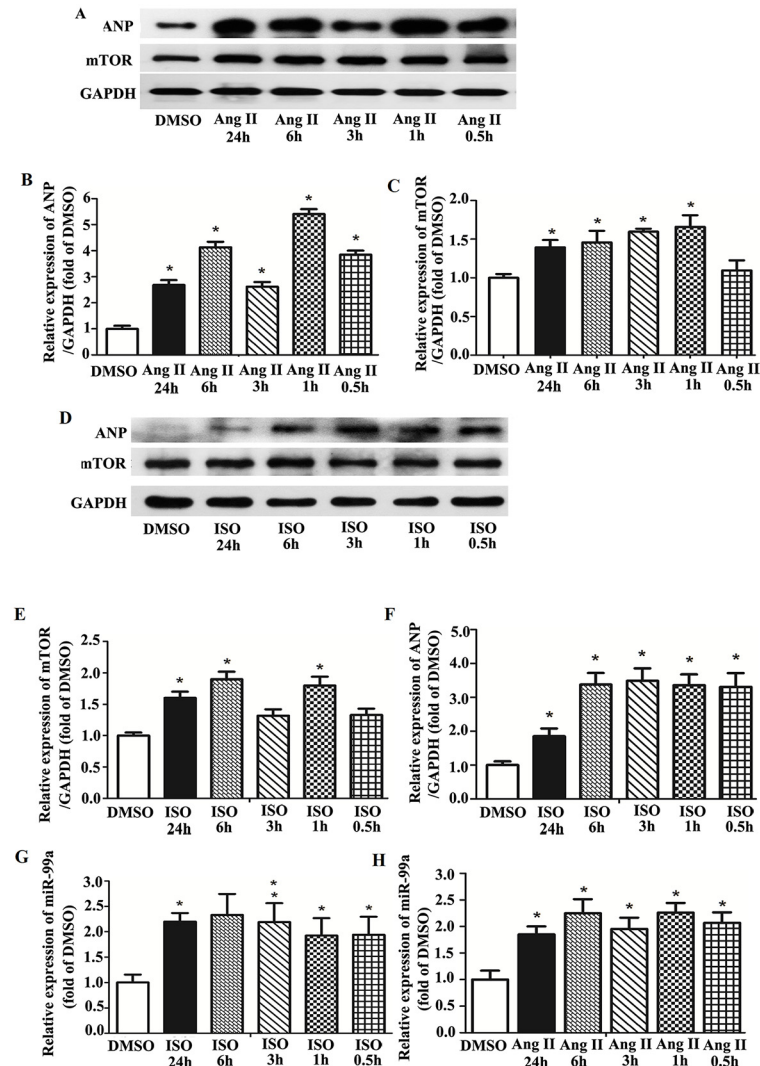 A
ANP
mTOR
GAPDH
DMSO Ang II Ang II Ang II Ang II Ang II
24h 6h 3h 1h 0.5h
B
Relative expression of ANP
/GAPDH (fold of DMSO)
6
5
4
3
2
1
0
* * * * *
DMSO Ang II Ang II Ang II Ang II Ang II
24h 6h 3h 1h 0.5h
C
Relative expression of mTOR
/GAPDH (fold of DMSO)
2.0
1.5
1.0
0.5
0.0
* * * *
DMSO Ang II Ang II Ang II Ang II Ang II
24h 6h 3h 1h 0.5h
D
ANP
mTOR
GAPDH
DMSO ISO ISO ISO ISO ISO
24h 6h 3h 1h 0.5h
E
Relative expression of mTOR
/GAPDH (fold of DMSO)
2.5
2.0
1.5
1.0
0.5
0.0
* * *
DMSO ISO ISO ISO ISO ISO
24h 6h 3h 1h 0.5h
F
Relative expression of ANP
/GAPDH (fold of DMSO)
5.0
4.0
3.0
2.0
1.0
0.0
* * * * *
DMSO ISO ISO ISO ISO ISO
24h 6h 3h 1h 0.5h
G
Relative expression of miR-99a
(fold of DMSO)
3.0
2.5
2.0
1.5
1.0
0.5
0.0
* * * * *
DMSO ISO ISO ISO ISO ISO
24h 6h 3h 1h 0.5h
H
Relative expression of miR-99a
(fold of DMSO)
3.0
2.5
2.0
1.5
1.0
0.5
0.0
* * * * *
DMSO Ang II Ang II Ang II Ang II Ang II
24h 6h 3h 1h 0.5h